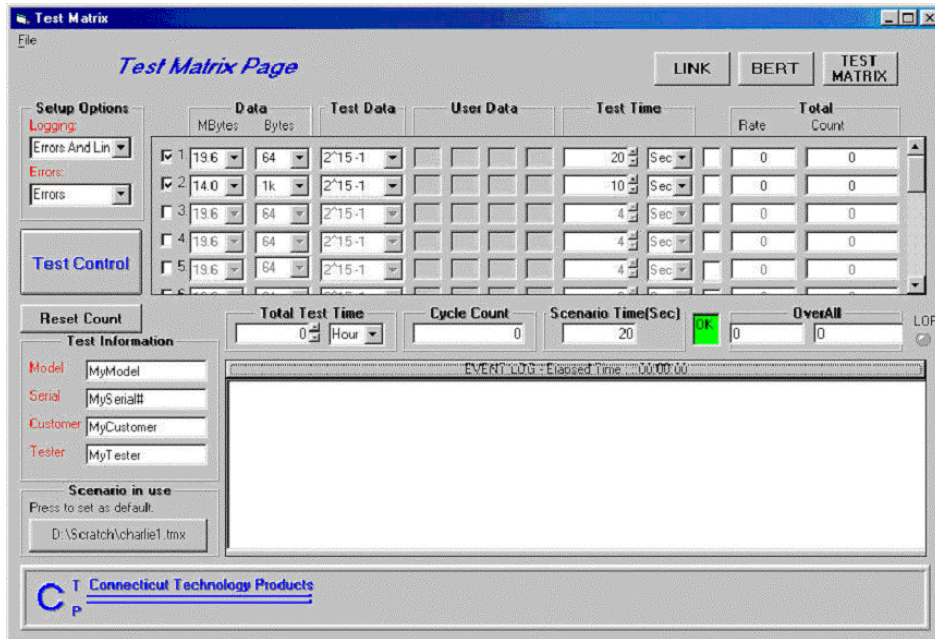 Test Matrix
File
Test Matrix Page
LINK
BERT
TEST
MATRIX
Setup Options
Logging:
Errors And Lin
Errors:
Errors
Data
MBytes Bytes
Test Data
User Data
Test Time
Total
Rate Count
1. 19.6 64 2^15-1 20 Sec 0 0
2 14.0 1k 2^15-1 10 Sec 0 0
3. 19.6 64 2^15-1 4 Sec 0 0
4 19.6 64 2^15-1 4 Sec 0 0
5. 19.6 64 2^15-1 4 Sec 0 0
Test Control
Reset Count
Total Test Time
0 Hour
Cycle Count
0
Scenario Time(Sec)
20
OK
OverAll
0 0
Test Information
Model MyModel
Serial MySerial#
Customer MyCustomer
Tester MyTester
EVENT LOG - Elapsed Time : :00:00:00
Scenario in use
Press to set as default.
D:\Scratch\charlie1.tmx
C T P
Connecticut Technology Products